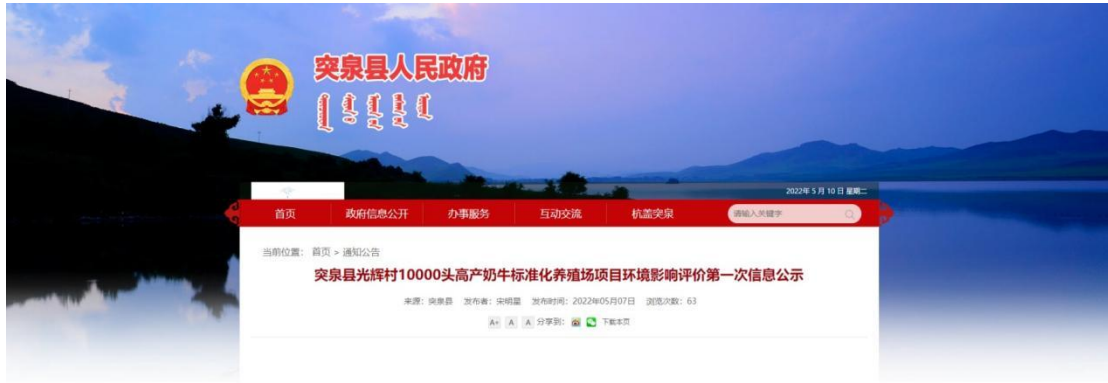 突泉县人民政府
2022年5月10日 星期二
首页 政府信息公开 办事服务 互动交流 杭盖突泉 请输入关键字
当前位置： 首页 > 通知公告
突泉县光辉村10000头高产奶牛标准化养殖场项目环境影响评价第一次信息公示
来源：突泉县 发布者：宋明星 发布时间：2022年05月07日 浏览次数：63
A+ A A 分享到： 下载本页